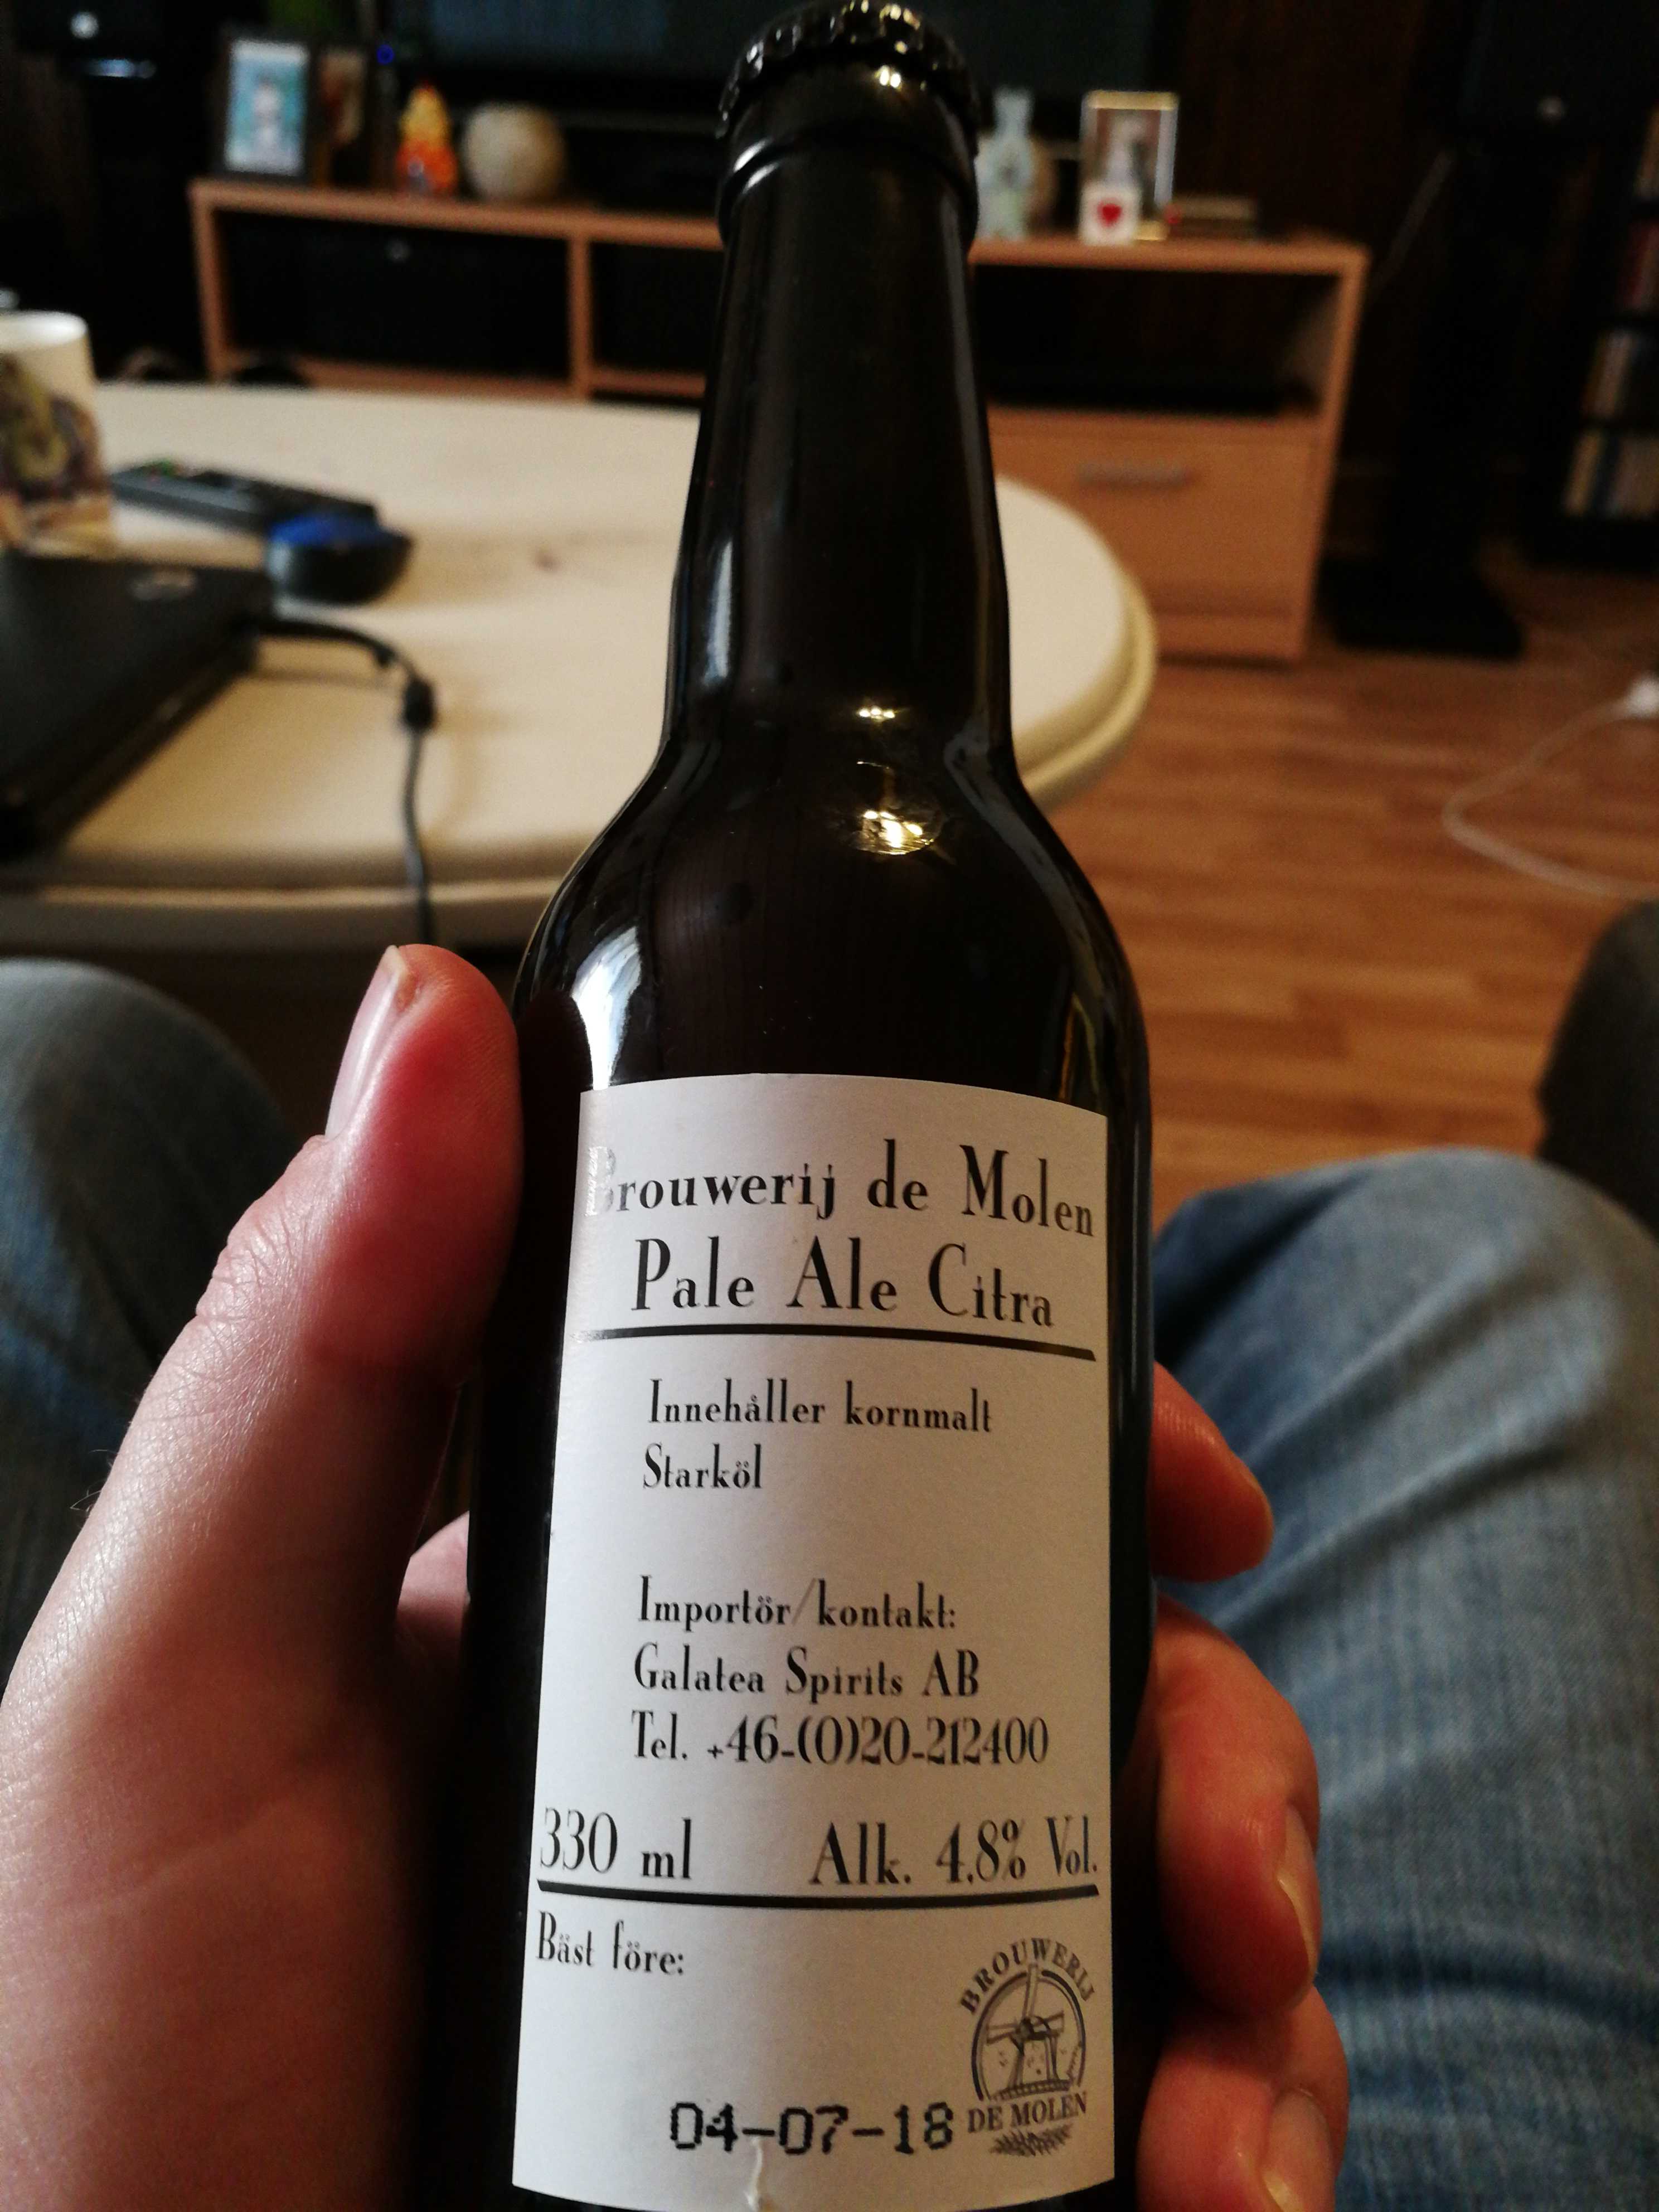 Brouwerij de Molen
Pale Ale Citra
Innehåller kornmalt
Starköl
Importör/kontakt:
Galatea Spirits AB
Tel. +46-(0)20-212400
330 ml Alk. 4,8% Vol.
Bäst före:
BROUWERIJ
DE MOLEN
04-07-18